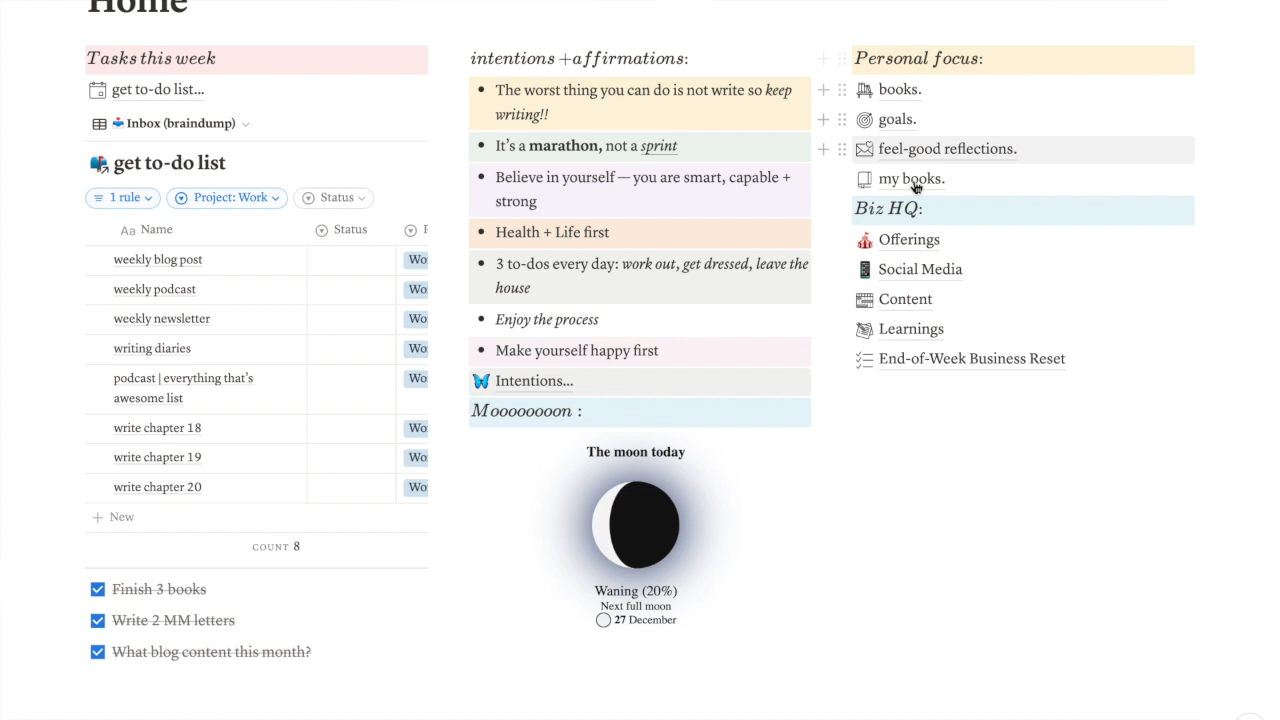 Home
Tasks this week
get to-do list...
Inbox (braindump)
get to-do list
1 rule
Project: Work
Status
Aa Name
Status
weekly blog post
Wo
weekly podcast
Wo
weekly newsletter
Wo
writing diaries
Wo
podcast | everything that's
awesome list
Wo
write chapter 18
Wo
write chapter 19
Wo
write chapter 20
Wo
+ New
COUNT 8
Finish 3 books
Write 2 MM letters
What blog content this month?
intentions +affirmations:
• The worst thing you can do is not write so keep
writing!!
• It's a marathon, not a sprint
• Believe in yourself — you are smart, capable +
strong
• Health + Life first
• 3 to-dos every day: work out, get dressed, leave the
house
• Enjoy the process
• Make yourself happy first
Intentions...
Moooooooon :
The moon today
Waning (20%)
Next full moon
27 December
Personal focus:
books.
goals.
feel-good reflections.
my books.
Biz HQ:
Offerings
Social Media
Content
Learnings
End-of-Week Business Reset